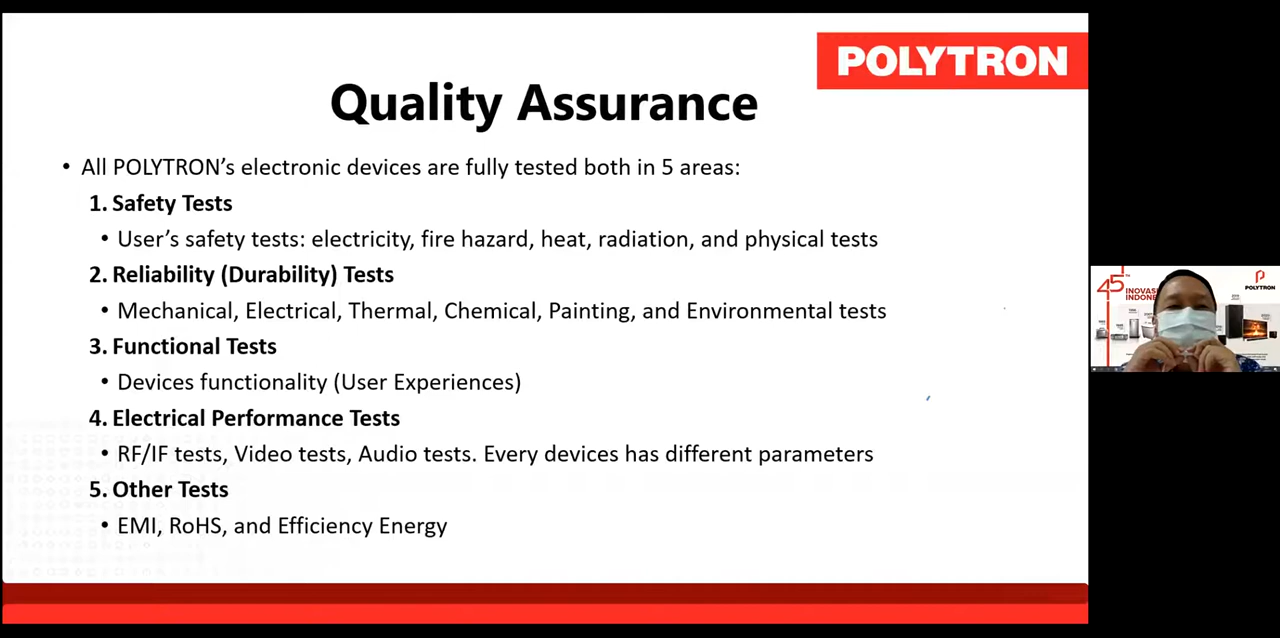 POLYTRON
Quality Assurance
• All POLYTRON’s electronic devices are fully tested both in 5 areas:
1. Safety Tests
• User’s safety tests: electricity, fire hazard, heat, radiation, and physical tests
2. Reliability (Durability) Tests
• Mechanical, Electrical, Thermal, Chemical, Painting, and Environmental tests
3. Functional Tests
• Devices functionality (User Experiences)
4. Electrical Performance Tests
• RF/IF tests, Video tests, Audio tests. Every devices has different parameters
5. Other Tests
• EMI, RoHS, and Efficiency Energy
45
POLYTRON